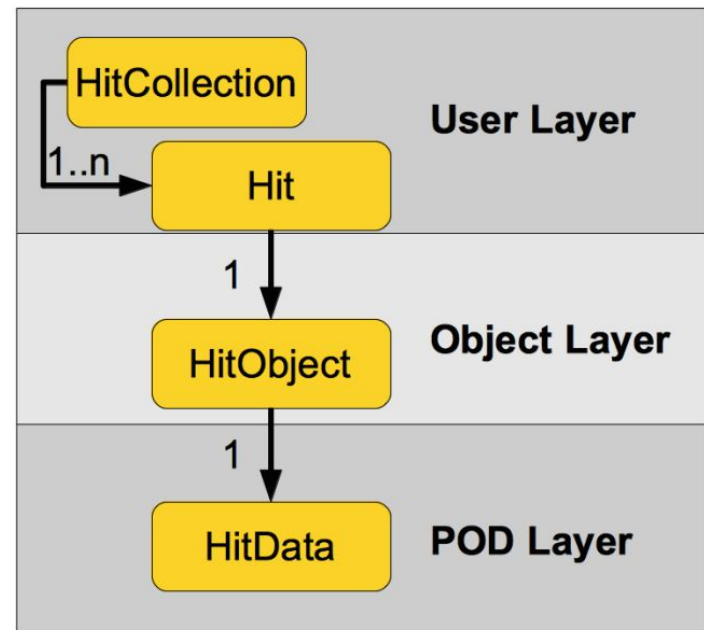 HitCollection
User Layer
1..n
Hit
1
HitObject
Object Layer
1
HitData
POD Layer